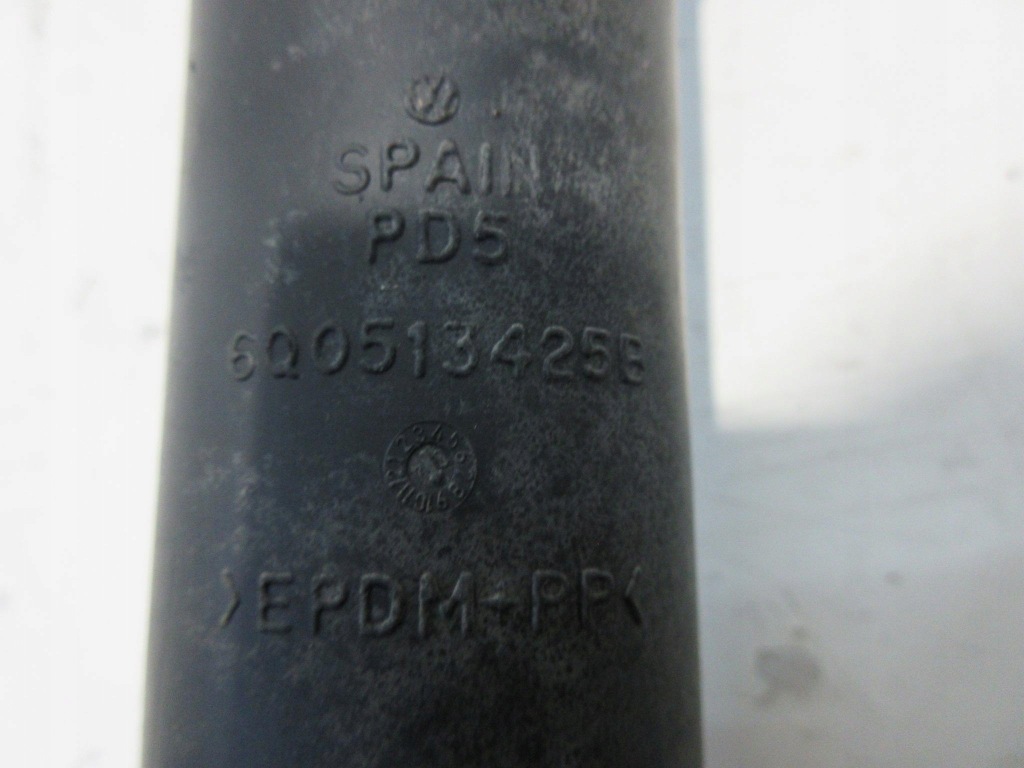 SPAIN
PD5
6Q0513425B
>EPDM+PP<